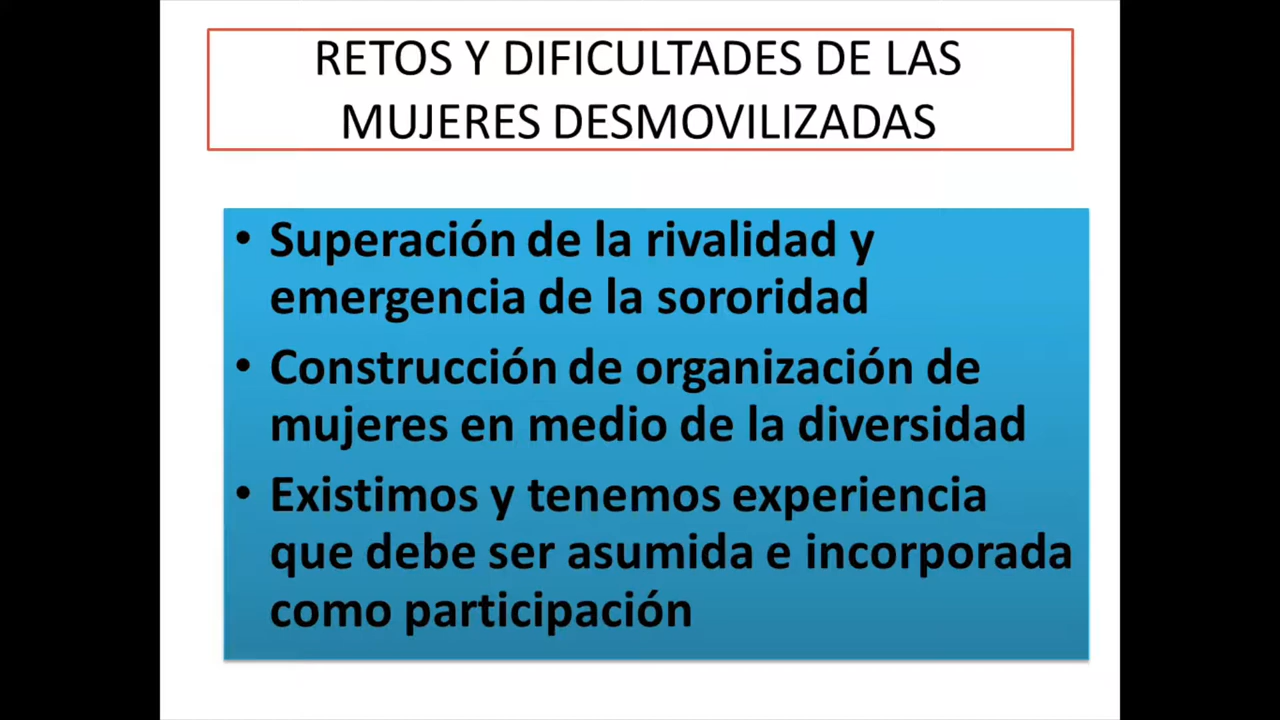 RETOS Y DIFICULTADES DE LAS
MUJERES DESMOVILIZADAS
• Superación de la rivalidad y
emergencia de la sororidad
• Construcción de organización de
mujeres en medio de la diversidad
• Existimos y tenemos experiencia
que debe ser asumida e incorporada
como participación